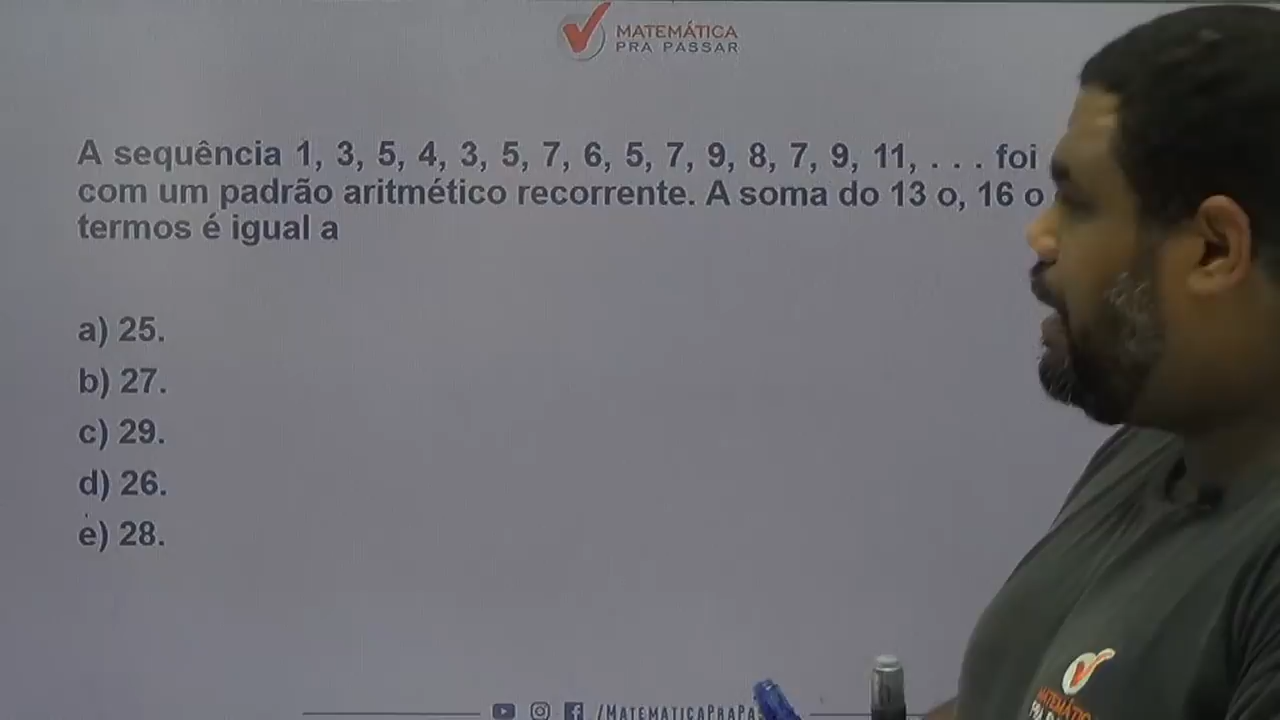 MATEMÁTICA
PRA PASSAR
A sequência 1, 3, 5, 4, 3, 5, 7, 6, 5, 7, 9, 8, 7, 9, 11, . . . foi
com um padrão aritmético recorrente. A soma do 13 o, 16 o
termos é igual a
a) 25.
b) 27.
c) 29.
d) 26.
e) 28.